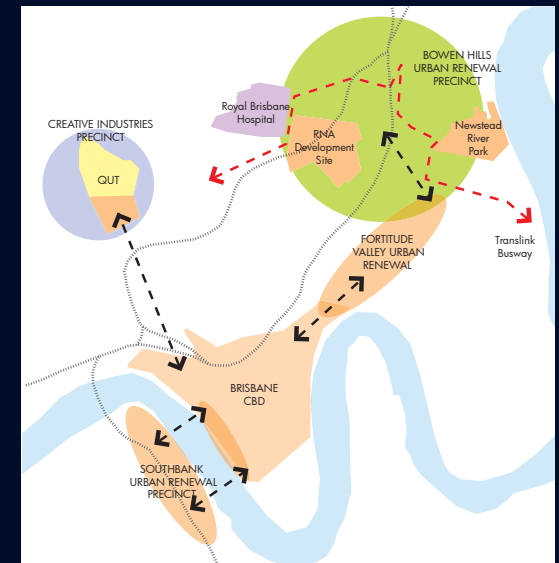 BOWEN HILLS
URBAN RENEWAL
PRECINCT
Royal Brisbane
Hospital
CREATIVE INDUSTRIES
PRECINCT
RNA
Development
Site
Newstead
River
Park
QUT
FORTITUDE
VALLEY URBAN
RENEWAL
Translink
Busway
BRISBANE
CBD
SOUTHBANK
URBAN RENEWAL
PRECINCT